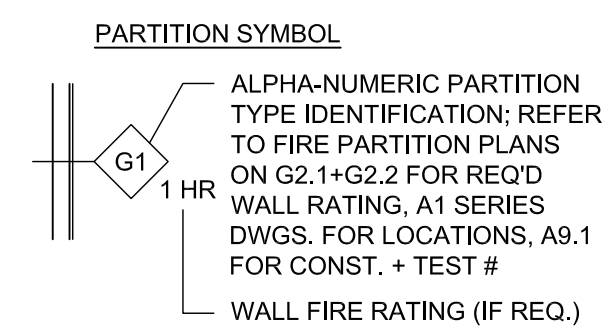 PARTITION SYMBOL
ALPHA-NUMERIC PARTITION
TYPE IDENTIFICATION; REFER
TO FIRE PARTITION PLANS
ON G2.1+G2.2 FOR REQ'D
WALL RATING, A1 SERIES
DWGS. FOR LOCATIONS, A9.1
FOR CONST. + TEST #
G1
1 HR
WALL FIRE RATING (IF REQ.)